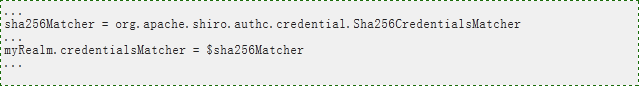 ...
sha256Matcher = org.apache.shiro.authc.credential.Sha256CredentialsMatcher
...
myRealm.credentialsMatcher = $sha256Matcher
...